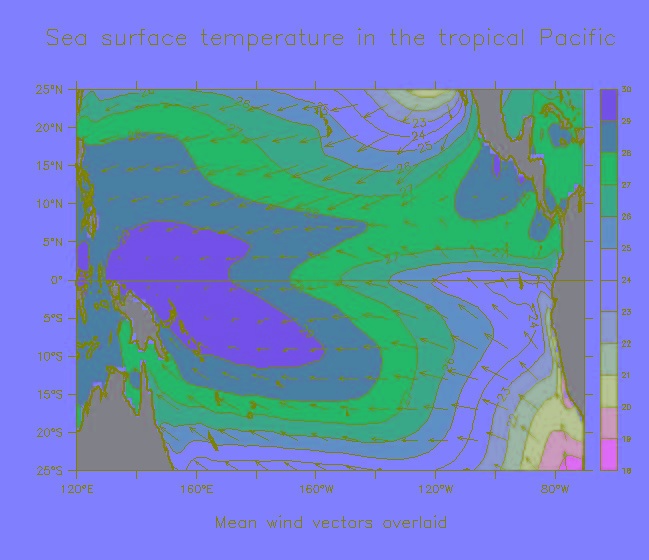 Sea surface temperature in the tropical Pacific
25°N
20°N
15°N
10°N
5°N
0°
5°S
10°S
15°S
20°S
25°S
120°E
160°E
160°W
120°W
80°W
30
29
28
27
26
25
24
23
22
21
20
19
18
25
23
24
25
24
23
Mean wind vectors overlaid